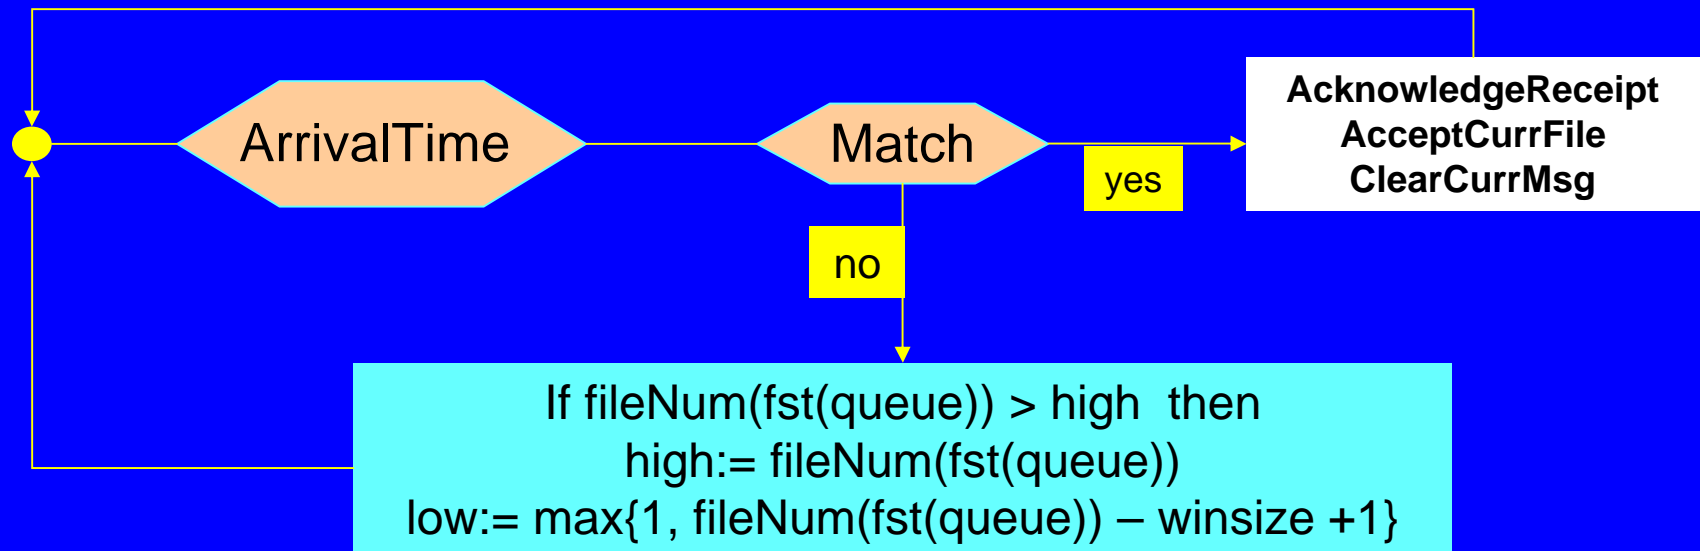 ArrivalTime
Match
yes
AcknowledgeReceipt
AcceptCurrFile
ClearCurrMsg
no
If fileNum(fst(queue)) > high then
high:= fileNum(fst(queue))
low:= max{1, fileNum(fst(queue)) – winsize +1}